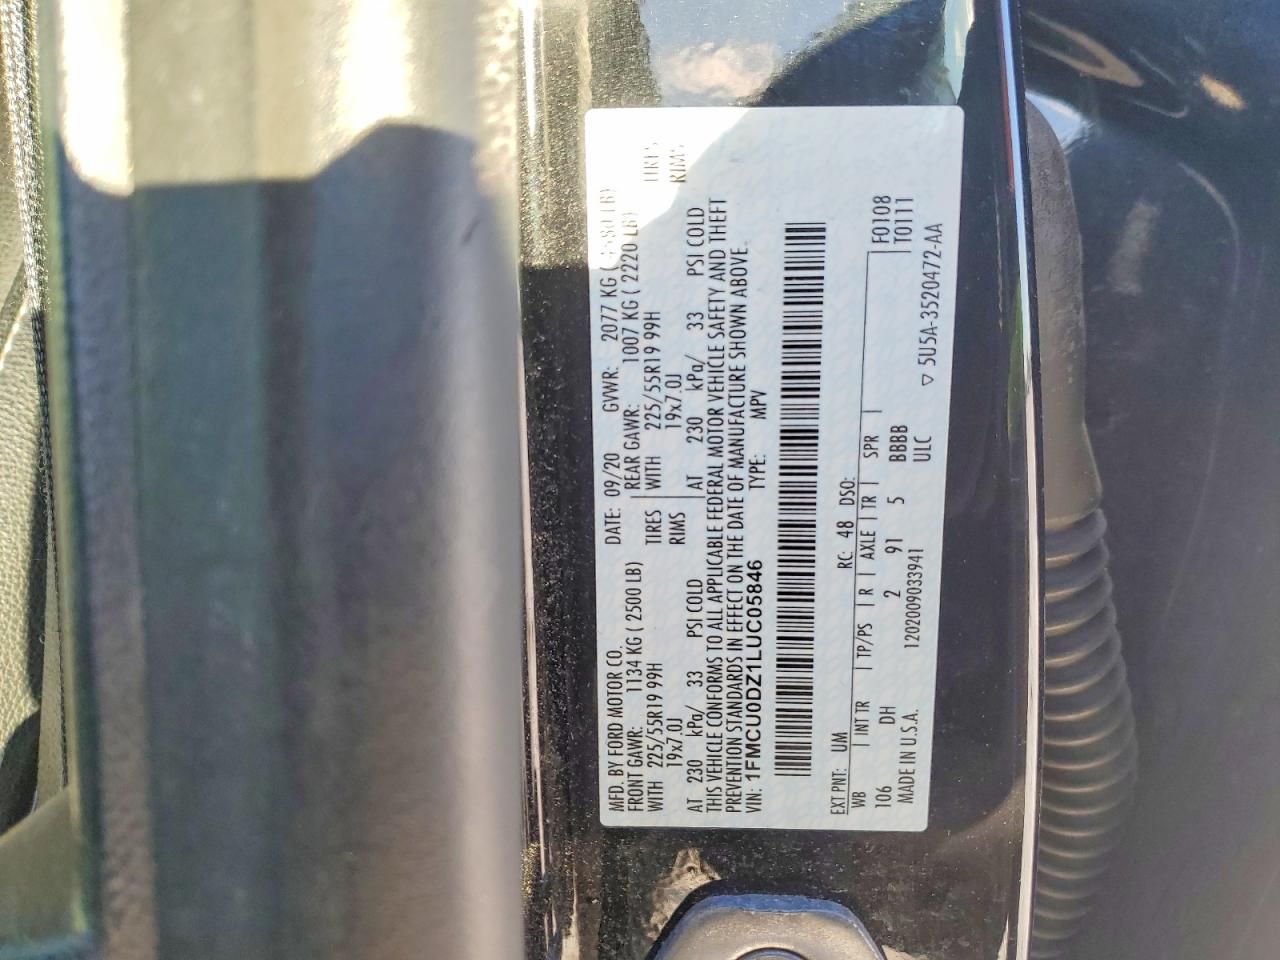 MFD. BY FORD MOTOR CO.
DATE: 09/20 GVWR: 2077 KG ( 4580 LB)
FRONT GAWR: 1134 KG ( 2500 LB) REAR GAWR: 1007 KG ( 2220 LB)
WITH 225/55R19 99H TIRES WITH 225/55R19 99H TIRES
19x7.0J RIMS 19x7.0J RIMS
AT 230 kPa/ 33 PSI COLD AT 230 kPa/ 33 PSI COLD
THIS VEHICLE CONFORMS TO ALL APPLICABLE FEDERAL MOTOR VEHICLE SAFETY AND THEFT
PREVENTION STANDARDS IN EFFECT ON THE DATE OF MANUFACTURE SHOWN ABOVE.
VIN: 1FMCU0DZ1LUC05846 TYPE: MPV
EXT PNT: UM RC: 48 DSO: F0108
WB INT TR TP/PS R AXLE TR SPR T0111
106 DH 2 91 5 BBBB
MADE IN U.S.A. 120200903394I ULC
▽ 5U5A-3520472-AA